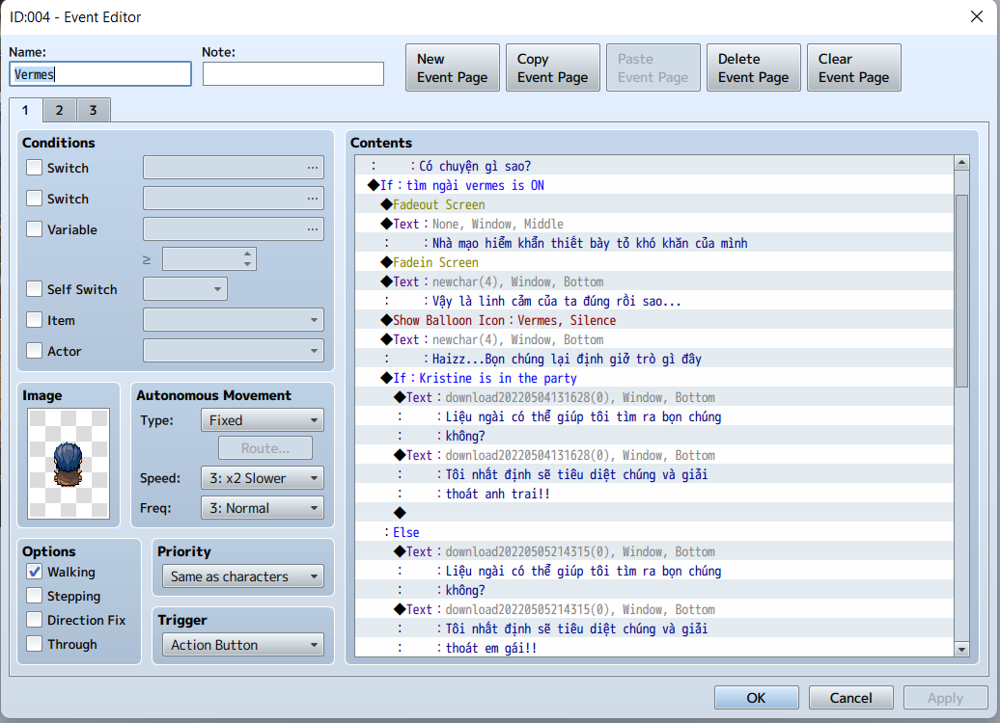 ID:004 - Event Editor
Name:
Note:
Vermes
New
Event Page
Copy
Event Page
Paste
Event Page
Delete
Event Page
Clear
Event Page
1
2
3
Conditions
Switch
...
Switch
...
Variable
...
≥
Self Switch
Item
Actor
Image
Autonomous Movement
Type:
Fixed
Route...
Speed:
3: x2 Slower
Freq:
3: Normal
Options
Walking
Stepping
Direction Fix
Through
Priority
Same as characters
Trigger
Action Button
Contents
: :Có chuyện gì sao?
◆If:tìm ngài vermes is ON
◆Fadeout Screen
◆Text:None, Window, Middle
: :Nhà mạo hiểm khẩn thiết bày tỏ khó khăn của mình
◆Fadein Screen
◆Text:newchar(4), Window, Bottom
: :Vậy là linh cảm của ta đúng rồi sao...
◆Show Balloon Icon:Vermes, Silence
◆Text:newchar(4), Window, Bottom
: :Haizz...Bọn chúng lại định giở trò gì đây
◆If:Kristine is in the party
◆Text:download20220504131628(0), Window, Bottom
: :Liệu ngài có thể giúp tôi tìm ra bọn chúng
: :không?
◆Text:download20220504131628(0), Window, Bottom
: :Tôi nhất định sẽ tiêu diệt chúng và giải
: :thoát anh trai!!
◆
:Else
◆Text:download20220505214315(0), Window, Bottom
: :Liệu ngài có thể giúp tôi tìm ra bọn chúng
: :không?
◆Text:download20220505214315(0), Window, Bottom
: :Tôi nhất định sẽ tiêu diệt chúng và giải
: :thoát em gái!!
OK
Cancel
Apply